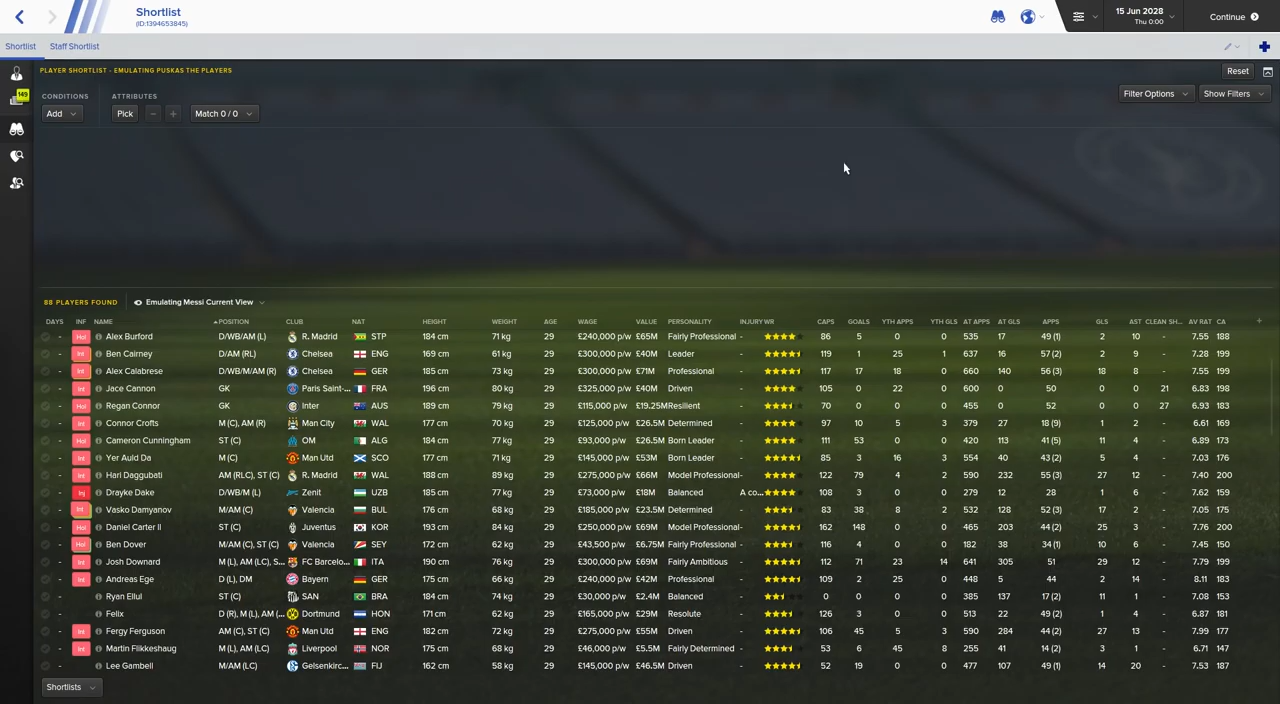 Shortlist
(ID:1394653845)
15 Jun 2028
Thu 0:00
Continue
Shortlist Staff Shortlist
149
PLAYER SHORTLIST - EMULATING PUSKAS THE PLAYERS
Reset
CONDITIONS ATTRIBUTES
Filter Options Show Filters
Add Pick − + Match 0 / 0
88 PLAYERS FOUND Emulating Messi Current View
DAYS INF NAME POSITION CLUB NAT HEIGHT WEIGHT AGE WAGE VALUE PERSONALITY INJURY WR CAPS GOALS YTH APPS YTH GLS AT APPS AT GLS APPS GLS AST CLEAN SH... AV RAT CA +
- Hol Alex Burford D/WB/AM (L) R. Madrid STP 184 cm 71 kg 29 £240,000 p/w £65M Fairly Professional - 86 5 0 0 535 17 49 (1) 2 10 - 7.55 188
- Int Ben Cairney D/AM (RL) Chelsea ENG 169 cm 61 kg 29 £300,000 p/w £40M Leader - 119 1 25 1 637 16 57 (2) 2 9 - 7.28 199
- Int Alex Calabrese D/WB/M/AM (R) Chelsea GER 185 cm 73 kg 29 £300,000 p/w £71M Professional - 117 17 18 0 660 140 56 (3) 18 8 - 7.55 199
- Int Jace Cannon GK Paris Saint-... FRA 196 cm 80 kg 29 £325,000 p/w £40M Driven - 105 0 22 0 600 0 50 0 0 21 6.83 198
- Hol Regan Connor GK Inter AUS 189 cm 79 kg 29 £115,000 p/w £19.25M Resilient - 70 0 0 0 455 0 52 0 0 27 6.93 183
- Int Connor Crofts M (C), AM (R) Man City WAL 177 cm 70 kg 29 £125,000 p/w £26.5M Determined - 97 10 5 3 379 27 18 (9) 1 2 - 6.61 169
- Hol Cameron Cunningham ST (C) OM ALG 184 cm 77 kg 29 £93,000 p/w £26.5M Born Leader - 111 53 0 0 420 113 41 (5) 11 4 - 6.89 173
- Int Yer Auld Da M (C) Man Utd SCO 177 cm 71 kg 29 £145,000 p/w £53M Born Leader - 85 3 16 3 554 40 43 (2) 5 4 - 7.03 176
- Int Hari Daggubati AM (RLC), ST (C) R. Madrid WAL 188 cm 89 kg 29 £275,000 p/w £66M Model Professional - 122 79 4 2 590 232 55 (3) 27 12 - 7.40 200
- Inj Drayke Dake D/WB/M (L) Zenit UZB 185 cm 77 kg 29 £73,000 p/w £18M Balanced A co... 108 3 0 0 279 12 28 1 6 - 7.62 159
- Int Vasko Damyanov M/AM (C) Valencia BUL 176 cm 68 kg 29 £185,000 p/w £23.5M Determined - 83 38 8 2 532 128 52 (2) 17 2 - 7.05 175
- Hol Daniel Carter II ST (C) Juventus KOR 193 cm 84 kg 29 £250,000 p/w £69M Model Professional - 162 148 0 0 465 203 44 (2) 25 3 - 7.76 200
- Hol Ben Dover M/AM (C), ST (C) Valencia SEY 172 cm 62 kg 29 £43,500 p/w £6.75M Fairly Professional - 116 4 0 0 182 38 34 (1) 10 6 - 7.45 150
- Int Josh Downard M (L), AM (LC), S... FC Barcelo... ITA 190 cm 76 kg 29 £300,000 p/w £69M Fairly Ambitious - 112 71 23 14 641 305 51 29 12 - 7.79 199
- Int Andreas Ege D (L), DM Bayern GER 175 cm 66 kg 29 £240,000 p/w £42M Professional - 109 2 25 0 448 5 44 2 14 - 8.11 183
- Ryan Ellul ST (C) SAN BRA 184 cm 74 kg 29 £30,000 p/w £2.4M Balanced - 0 0 0 0 385 137 20 (2) 11 1 - 7.08 153
- Felix D (R), M (L), AM (... Dortmund HON 171 cm 62 kg 29 £165,000 p/w £29M Resolute - 126 3 0 0 513 22 49 (2) 1 4 - 6.87 181
- Int Fergy Ferguson AM (C), ST (C) Man Utd ENG 182 cm 72 kg 29 £275,000 p/w £55M Driven - 106 45 5 3 590 284 44 (2) 27 13 - 7.99 177
- Int Martin Flikkeshaug M (L), AM (LC) Liverpool NOR 175 cm 68 kg 29 £46,000 p/w £5.5M Fairly Determined - 53 6 45 8 255 41 14 (2) 3 1 - 6.71 147
- Lee Gambell M/AM (LC) Gelsenkirc... FIJ 162 cm 58 kg 29 £145,000 p/w £46.5M Driven - 52 19 0 0 477 107 49 (1) 14 20 - 7.53 187
Shortlists